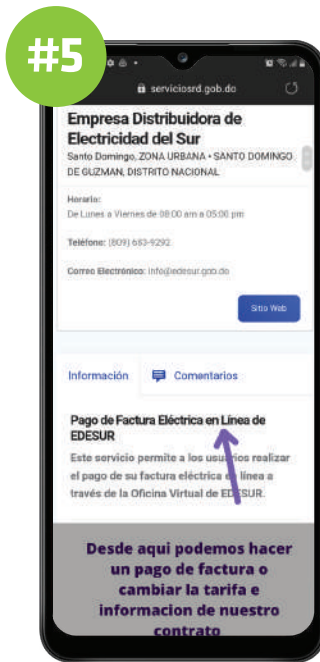 #5
serviciosrd.gob.do
Empresa Distribuidora de
Electricidad del Sur
Santo Domingo, ZONA URBANA • SANTO DOMINGO
DE GUZMAN, DISTRITO NACIONAL
Horario:
De Lunes a Viernes de 08:00 am a 05:00 pm
Teléfono: (809) 683-9292
Correo Electrónico: info@edesur.gob.do
Sitio Web
Información
Comentarios
Pago de Factura Eléctrica en Línea de
EDESUR
Este servicio permite a los usuarios realizar
el pago de su factura eléctrica en línea a
través de la Oficina Virtual de EDESUR.
Desde aqui podemos hacer
un pago de factura o
cambiar la tarifa e
informacion de nuestro
contrato